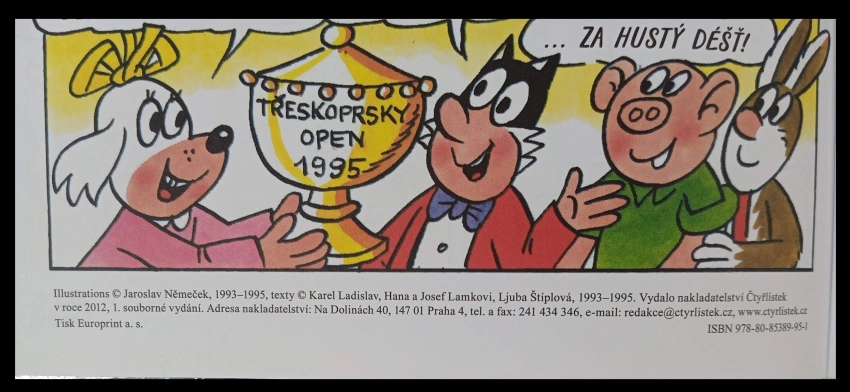 ... ZA HUSTÝ DÉŠŤ!
TŘESKOPRSKY
OPEN
1995
Illustrations © Jaroslav Němeček, 1993–1995, texty © Karel Ladislav, Hana a Josef Lamkovi, Ljuba Štíplová, 1993–1995. Vydalo nakladatelství Čtyřlístek
v roce 2012, 1. souborné vydání. Adresa nakladatelství: Na Dolinách 40, 147 01 Praha 4, tel. a fax: 241 434 346, e-mail: redakce@ctyrlistek.cz, www.ctyrlistek.cz
Tisk Europrint a. s.
ISBN 978-80-85389-95-1